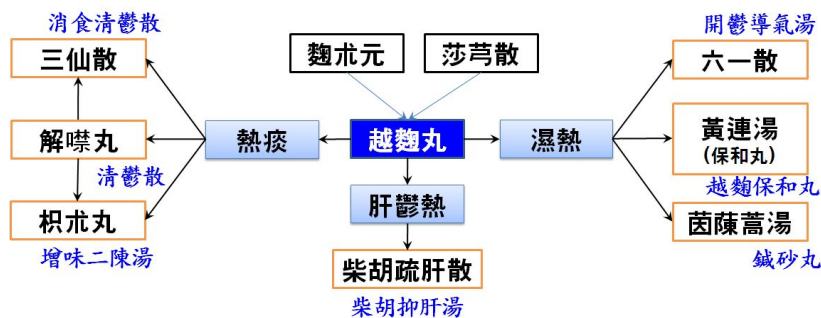 消食清鬱散
開鬱導氣湯
三仙散
麴朮元
莎芎散
六一散
解噤丸
熱痰
越麴丸
濕熱
黃連湯
(保和丸)
清鬱散
越麴保和丸
肝鬱熱
枳朮丸
茵蔯蒿湯
增味二陳湯
柴胡疏肝散
鍼砂丸
柴胡抑肝湯